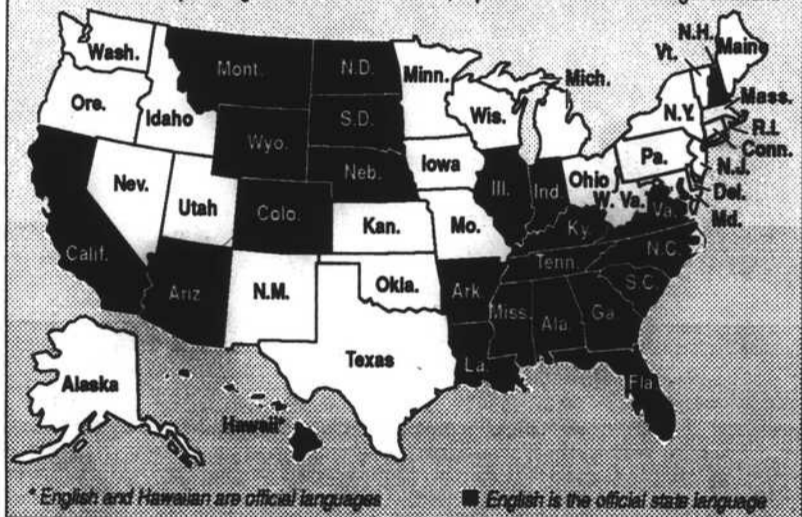 N.H.
Wash.
Mont.
N.D.
Minn.
Vt.
Maine
Mich.
Ore.
Idaho
S.D.
Wis.
N.Y.
Mass.
Wyo.
R.I.
Conn.
Neb.
Iowa
Pa.
N.J.
Nev.
Utah
Colo.
Ill.
Ind.
Ohio
W. Va.
Va.
Del.
Md.
Calif.
Kan.
Mo.
Ky.
N.C.
Tenn.
Ariz
N.M.
Okla.
Ark.
S.C.
Miss.
Ala.
Ga
Texas
La.
Fla.
Alaska
Hawaii*
* English and Hawaiian are official languages
English is the official state language